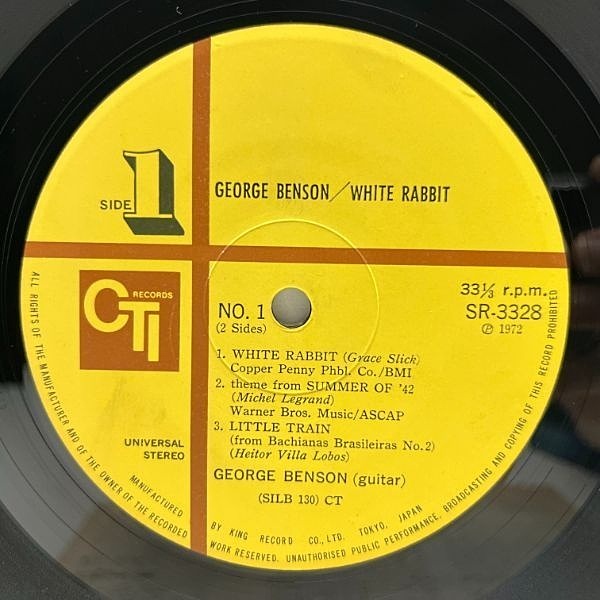 SIDE 1
GEORGE BENSON/WHITE RABBIT
CTI RECORDS
33⅓ r.p.m.
NO. 1
SR-3328
(2 Sides)
Ⓟ 1972
1. WHITE RABBIT (Grace Slick)
Copper Penny Phbl. Co./BMI
2. theme from SUMMER OF '42
(Michel Legrand)
Warner Bros. Music/ASCAP
3. LITTLE TRAIN
(from Bachianas Brasileiras No. 2)
(Heitor Villa Lobos)
UNIVERSAL
STEREO
GEORGE BENSON (guitar)
(SILB 130) CT
MANUFACTURED BY KING RECORD CO., LTD. TOKYO, JAPAN
ALL RIGHTS OF THE MANUFACTURER AND OF THE OWNER OF THE RECORDED WORK RESERVED. UNAUTHORISED PUBLIC PERFORMANCE, BROADCASTING AND COPYING OF THIS RECORD PROHIBITED